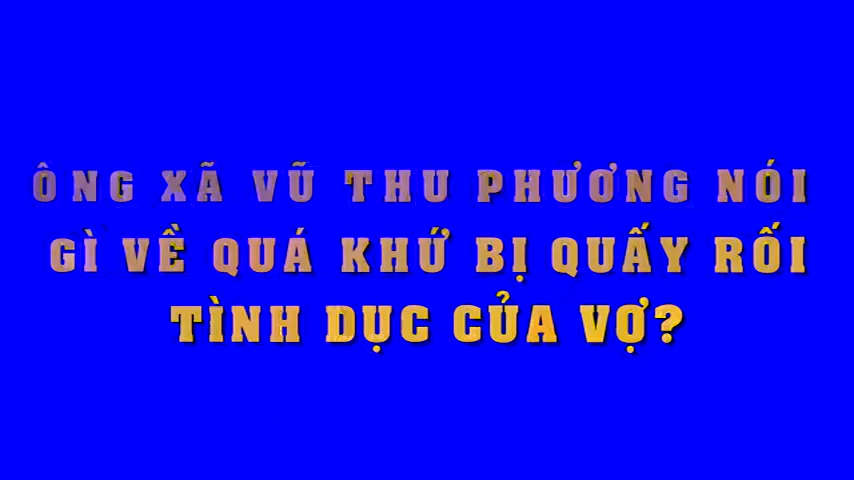 ÔNG XÃ VŨ THU PHƯƠNG NÓI
GÌ VỀ QUÁ KHỨ BỊ QUẤY RỐI
TÌNH DỤC CỦA VỢ?